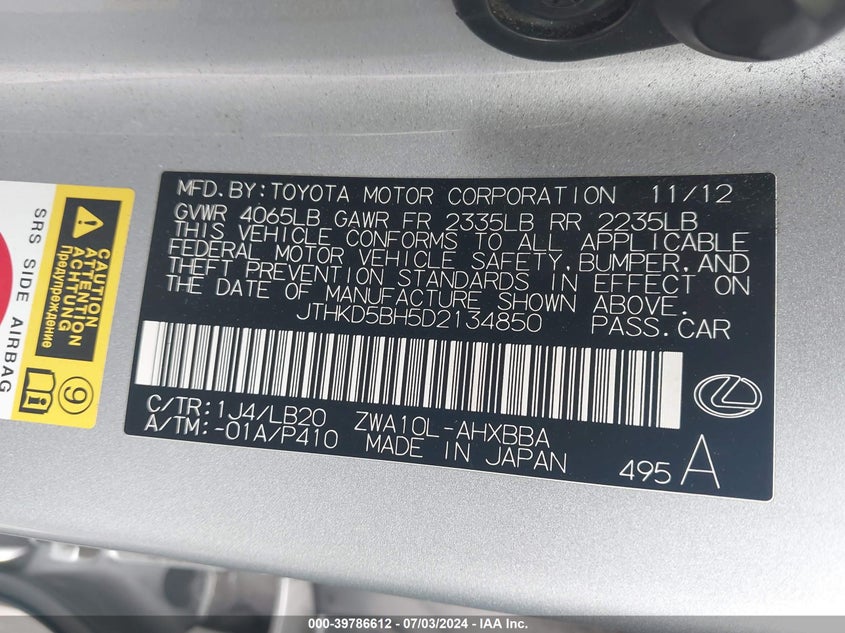 MFD. BY: TOYOTA MOTOR CORPORATION 11/12
GVWR 4065LB GAWR FR 2335LB RR 2235LB
THIS VEHICLE CONFORMS TO ALL APPLICABLE
FEDERAL MOTOR VEHICLE SAFETY, BUMPER, AND
THEFT PREVENTION STANDARDS IN EFFECT ON
THE DATE OF MANUFACTURE SHOWN ABOVE.
JTHKD5BH5D2134850 PASS. CAR
C/TR: 1J4/LB20 ZWA10L-AHXBBA
A/TM: -01A/P410 MADE IN JAPAN
495 A
SRS SIDE AIRBAG
CAUTION
ATTENTION
ACHTUNG
Предупреждение
9
000-39786612 - 07/03/2024 - IAA Inc.